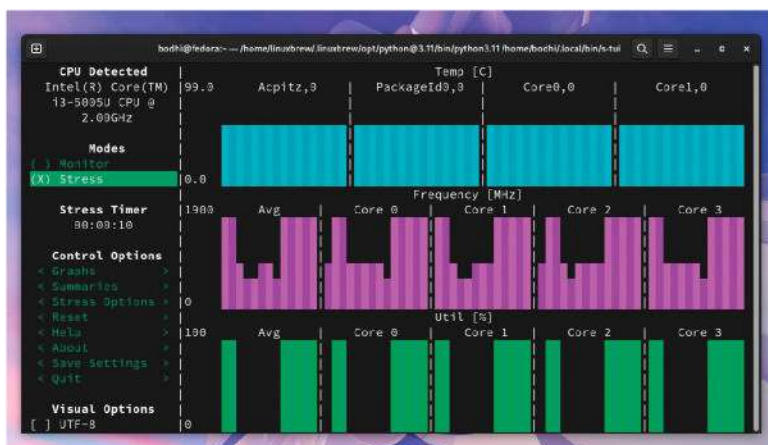 bodhi@fedora:~ — /home/linuxbrew/.linuxbrew/opt/python@3.11/bin/python3.11 /home/bodhi/.local/bin/s-tui
CPU Detected
Intel(R) Core(TM)
i3-5005U CPU @
2.00GHz
Modes
( ) Monitor
(X) Stress
Stress Timer
00:00:10
Control Options
< Graphs >
< Summaries >
< Stress Options >
< Reset >
< Help >
< About >
< Save Settings >
< Quit >
Visual Options
[ ] UTF-8
Temp [C]
99.0 Acpitz,0 PackageId0,0 Core0,0 Core1,0
0.0
Frequency [MHz]
1900 Avg Core 0 Core 1 Core 2 Core 3
0
Util [%]
100 Avg Core 0 Core 1 Core 2 Core 3
0